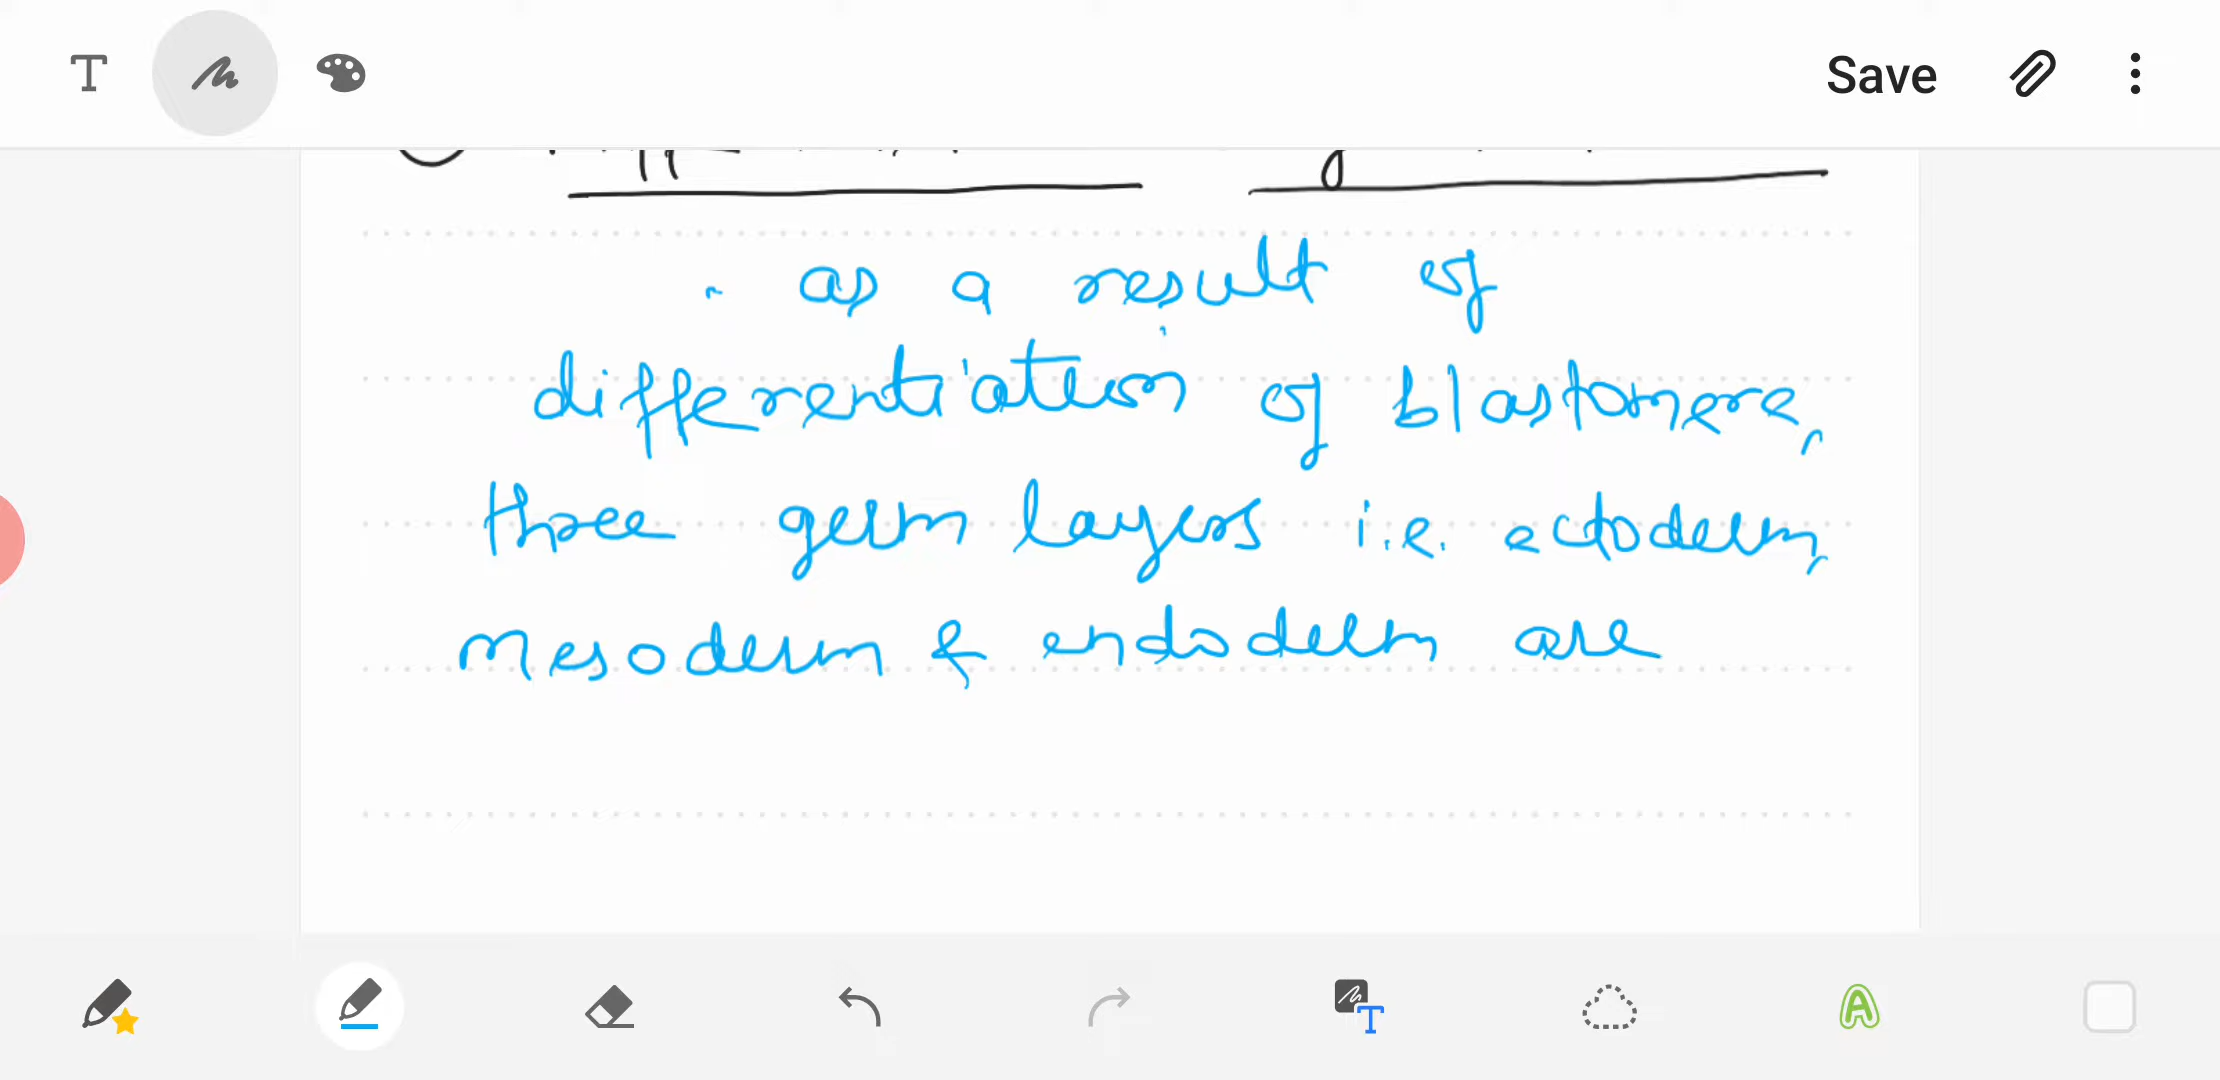 Save
as a result of
differentiation of blastomere,
three germ layers i.e. ectoderm,
mesoderm & endoderm are